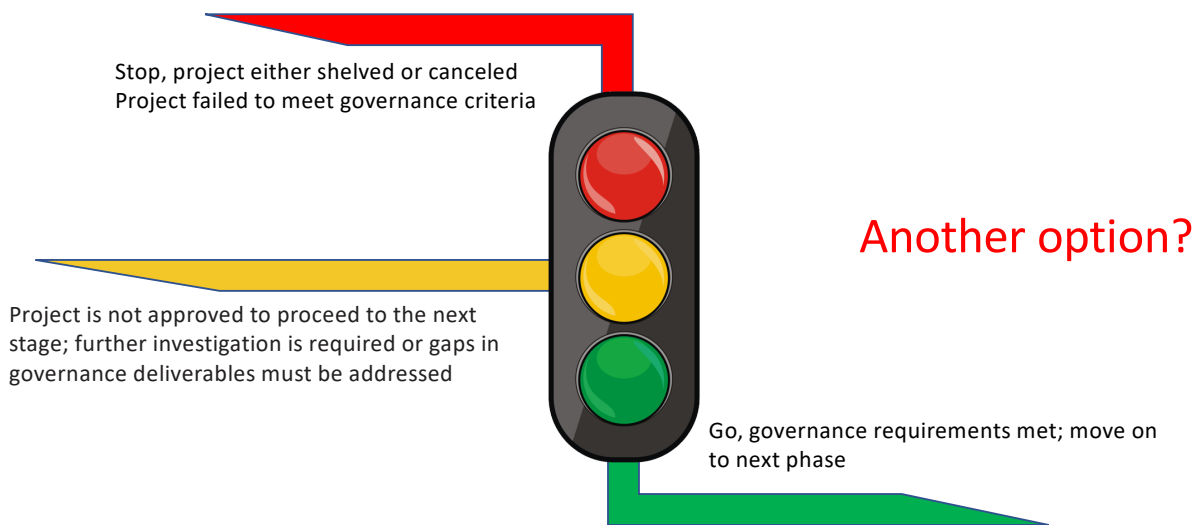 Stop, project either shelved or canceled
Project failed to meet governance criteria
Another option?
Project is not approved to proceed to the next
stage; further investigation is required or gaps in
governance deliverables must be addressed
Go, governance requirements met; move on
to next phase